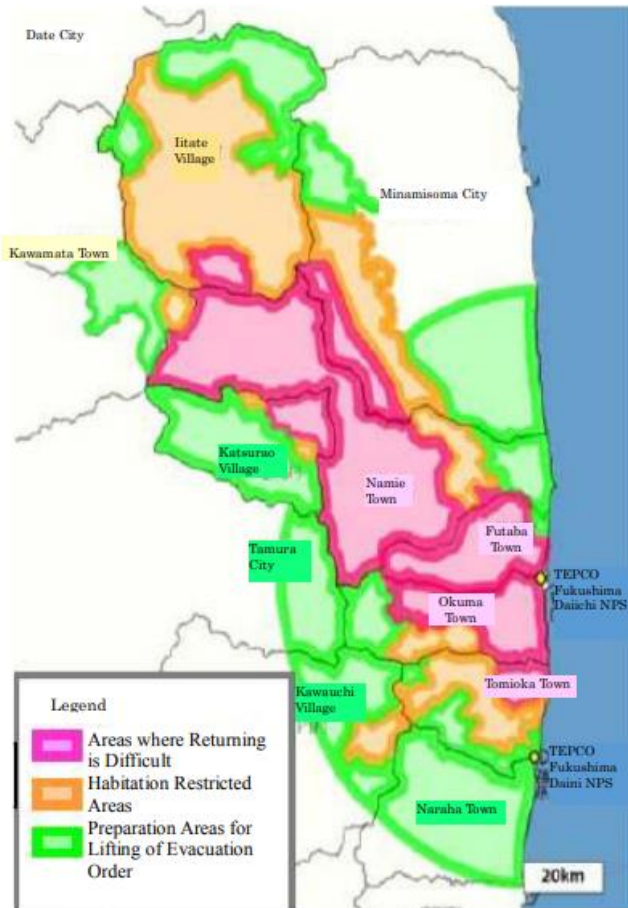 Date City
Iitate
Village
Minamisoma City
Kawamata Town
Katsurao
Village
Namie
Town
Futaba
Town
Tamura
City
TEPCO
Fukushima
Daiichi NPS
Okuma
Town
Tomioka Town
Kawauchi
Village
TEPCO
Fukushima
Daini NPS
Naraha Town
20km
Legend
Areas where Returning
is Difficult
Habitation Restricted
Areas
Preparation Areas for
Lifting of Evacuation
Order